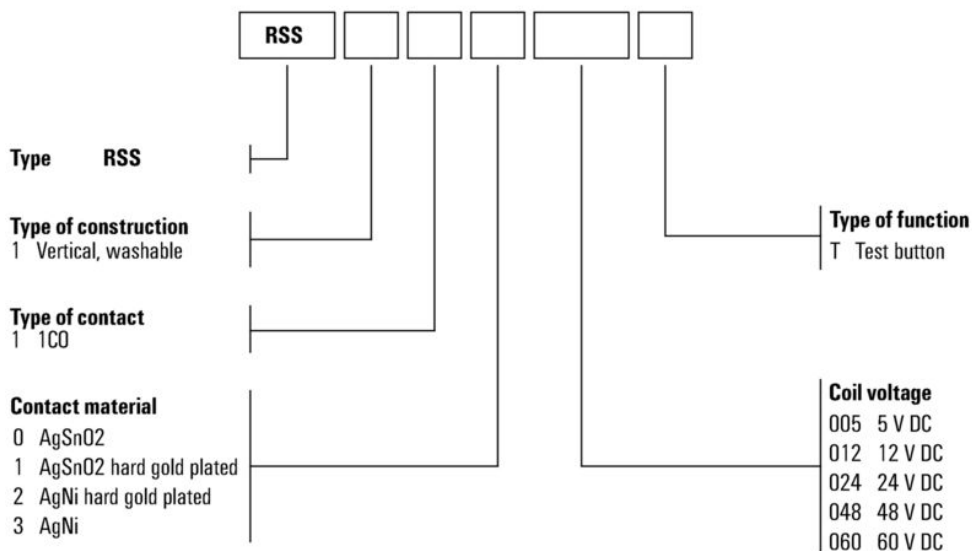 RSS
Type RSS
Type of construction
1 Vertical, washable
Type of contact
1 1CO
Contact material
0 AgSnO2
1 AgSnO2 hard gold plated
2 AgNi hard gold plated
3 AgNi
Type of function
T Test button
Coil voltage
005 5 V DC
012 12 V DC
024 24 V DC
048 48 V DC
060 60 V DC